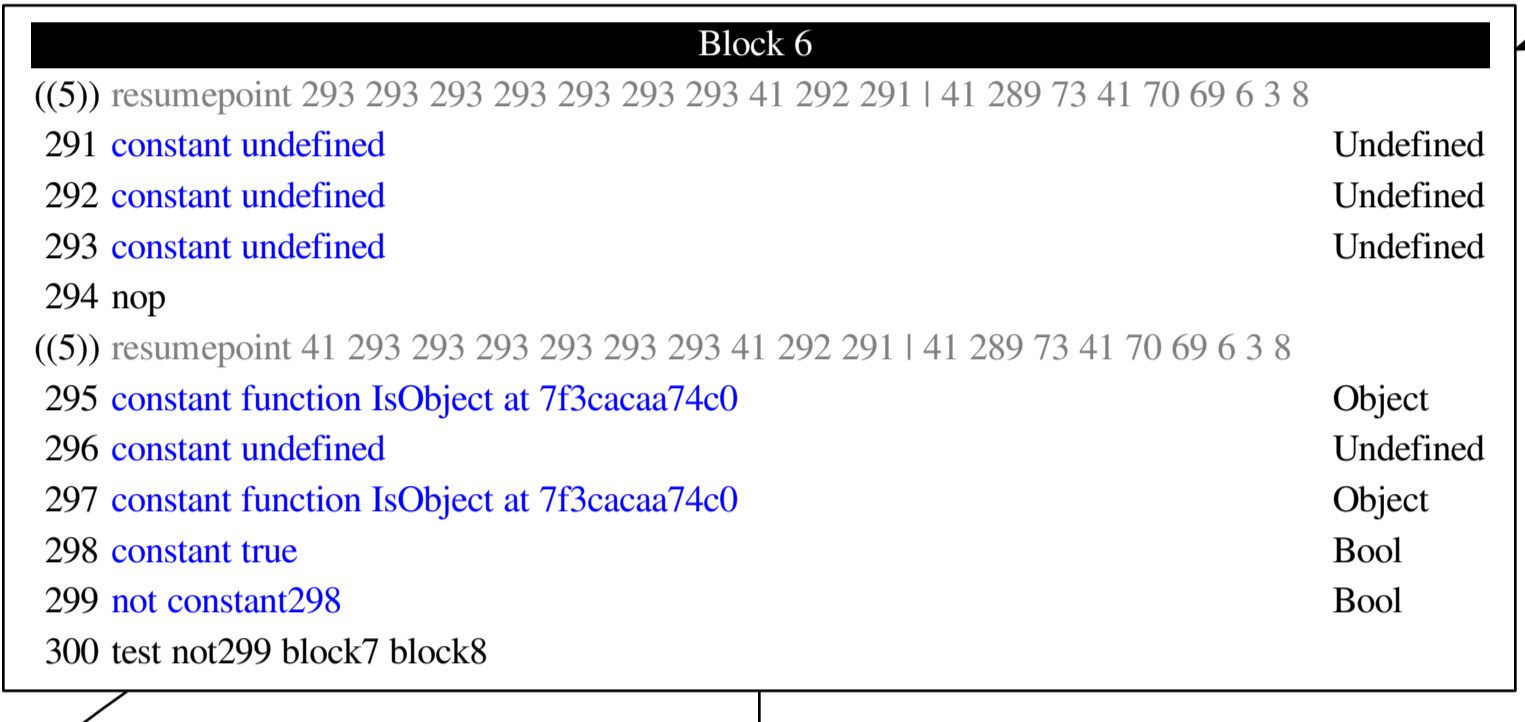 Block 6
((5)) resumepoint 293 293 293 293 293 293 293 41 292 291 | 41 289 73 41 70 69 6 3 8
291 constant undefined Undefined
292 constant undefined Undefined
293 constant undefined Undefined
294 nop
((5)) resumepoint 41 293 293 293 293 293 293 41 292 291 | 41 289 73 41 70 69 6 3 8
295 constant function IsObject at 7f3cacaa74c0 Object
296 constant undefined Undefined
297 constant function IsObject at 7f3cacaa74c0 Object
298 constant true Bool
299 not constant298 Bool
300 test not299 block7 block8